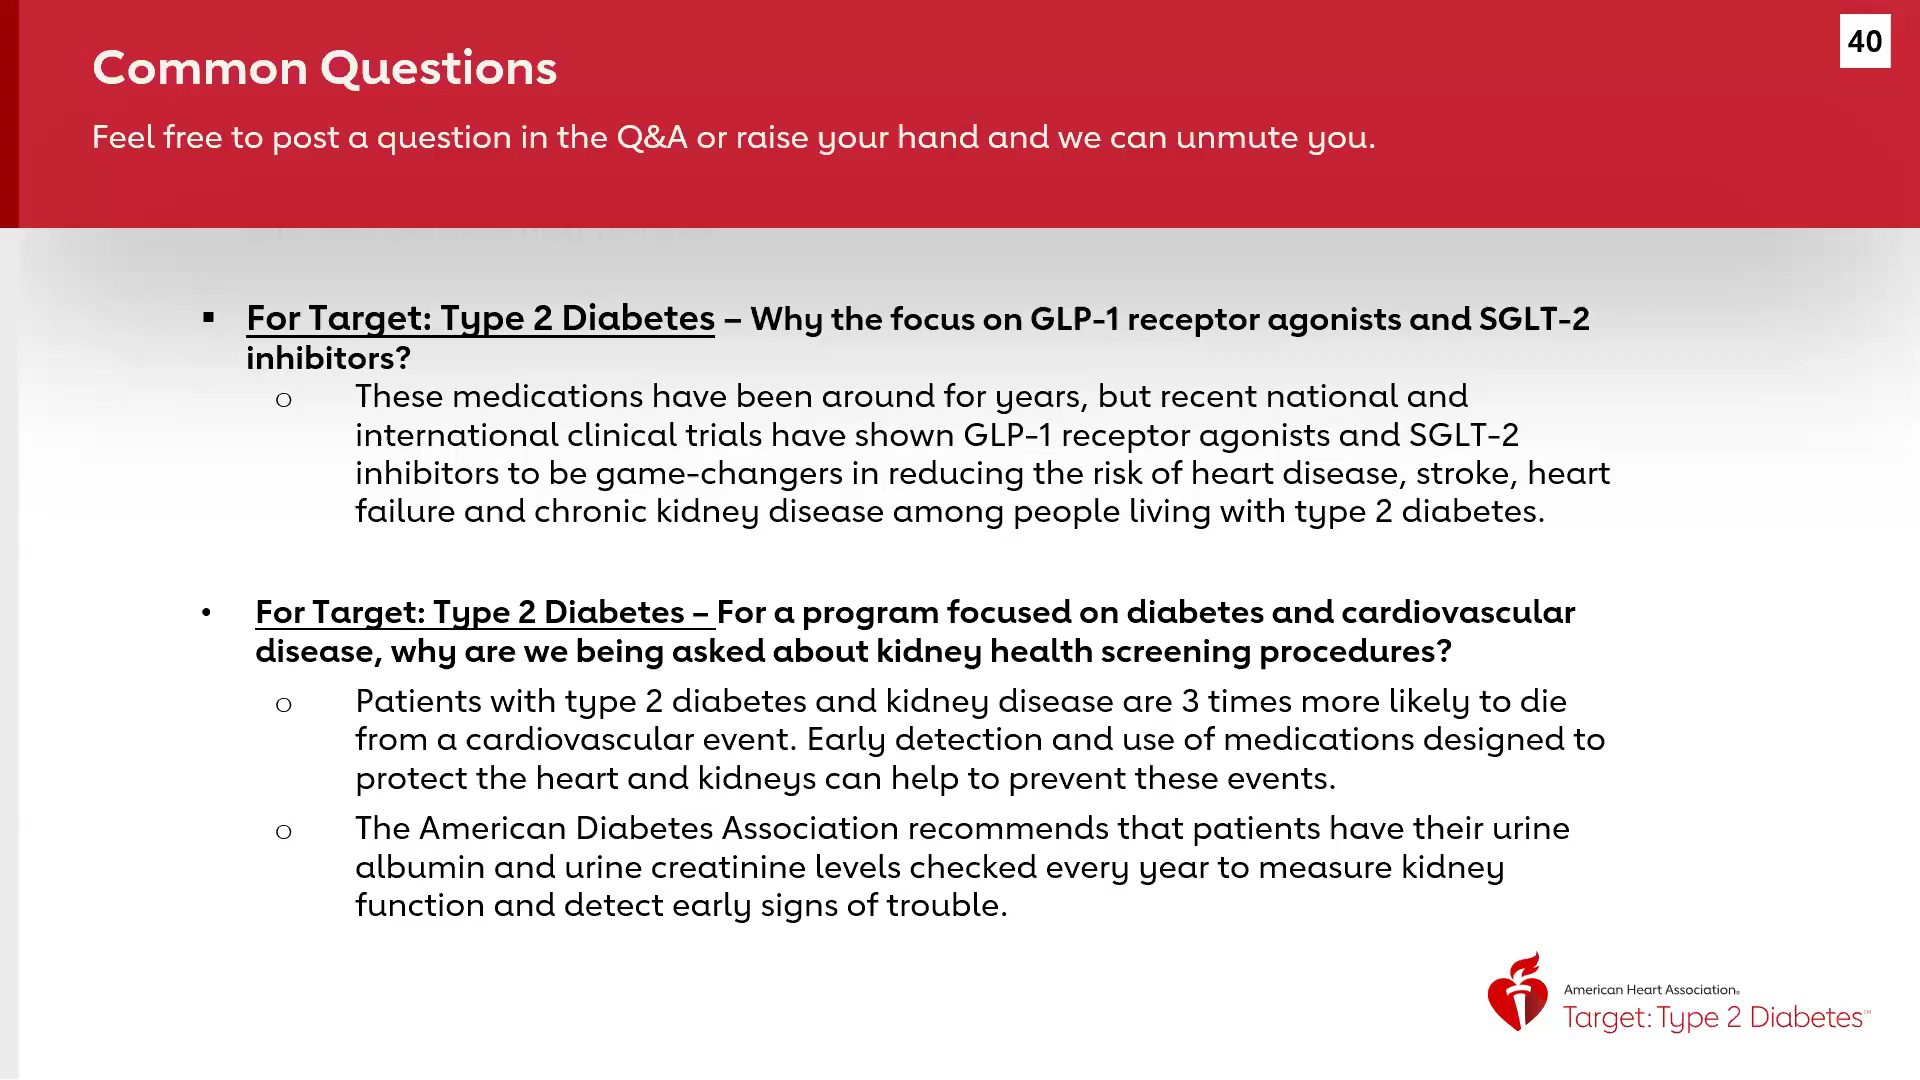 40
Common Questions
Feel free to post a question in the Q&A or raise your hand and we can unmute you.
▪ For Target: Type 2 Diabetes – Why the focus on GLP-1 receptor agonists and SGLT-2
inhibitors?
o These medications have been around for years, but recent national and
international clinical trials have shown GLP-1 receptor agonists and SGLT-2
inhibitors to be game-changers in reducing the risk of heart disease, stroke, heart
failure and chronic kidney disease among people living with type 2 diabetes.
• For Target: Type 2 Diabetes – For a program focused on diabetes and cardiovascular
disease, why are we being asked about kidney health screening procedures?
o Patients with type 2 diabetes and kidney disease are 3 times more likely to die
from a cardiovascular event. Early detection and use of medications designed to
protect the heart and kidneys can help to prevent these events.
o The American Diabetes Association recommends that patients have their urine
albumin and urine creatinine levels checked every year to measure kidney
function and detect early signs of trouble.
American Heart Association®
Target: Type 2 Diabetes℠